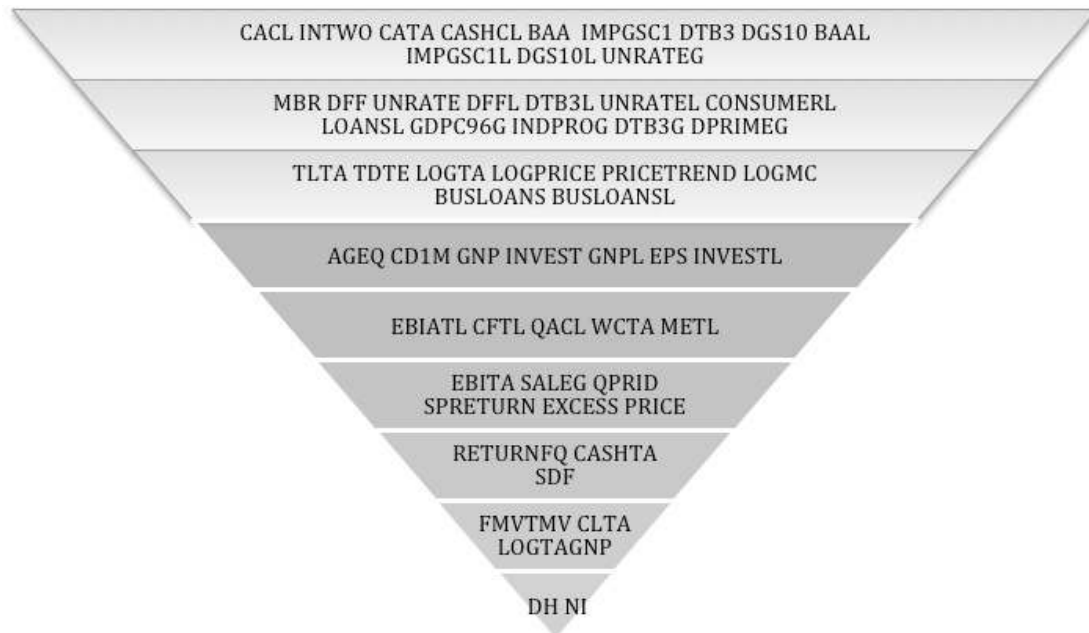 CACL INTWO CATA CASHCL BAA IMPGSC1 DTB3 DGS10 BAAL
IMPGSC1L DGS10L UNRATEG
MBR DFF UNRATE DFFL DTB3L UNRATEL CONSUMERL
LOANSL GDPC96G INDPROG DTB3G DPRIMEG
TLTA TDTE LOGTA LOGPRICE PRICETREND LOGMC
BUSLOANS BUSLOANSL
AGEQ CD1M GNP INVEST GNPL EPS INVESTL
EBIATL CFTL QACL WCTA METL
EBITA SALEG QPRID
SPRETURN EXCESS PRICE
RETURNFQ CASHTA
SDF
FMVTMV CLTA
LOGTAGNP
DH NI